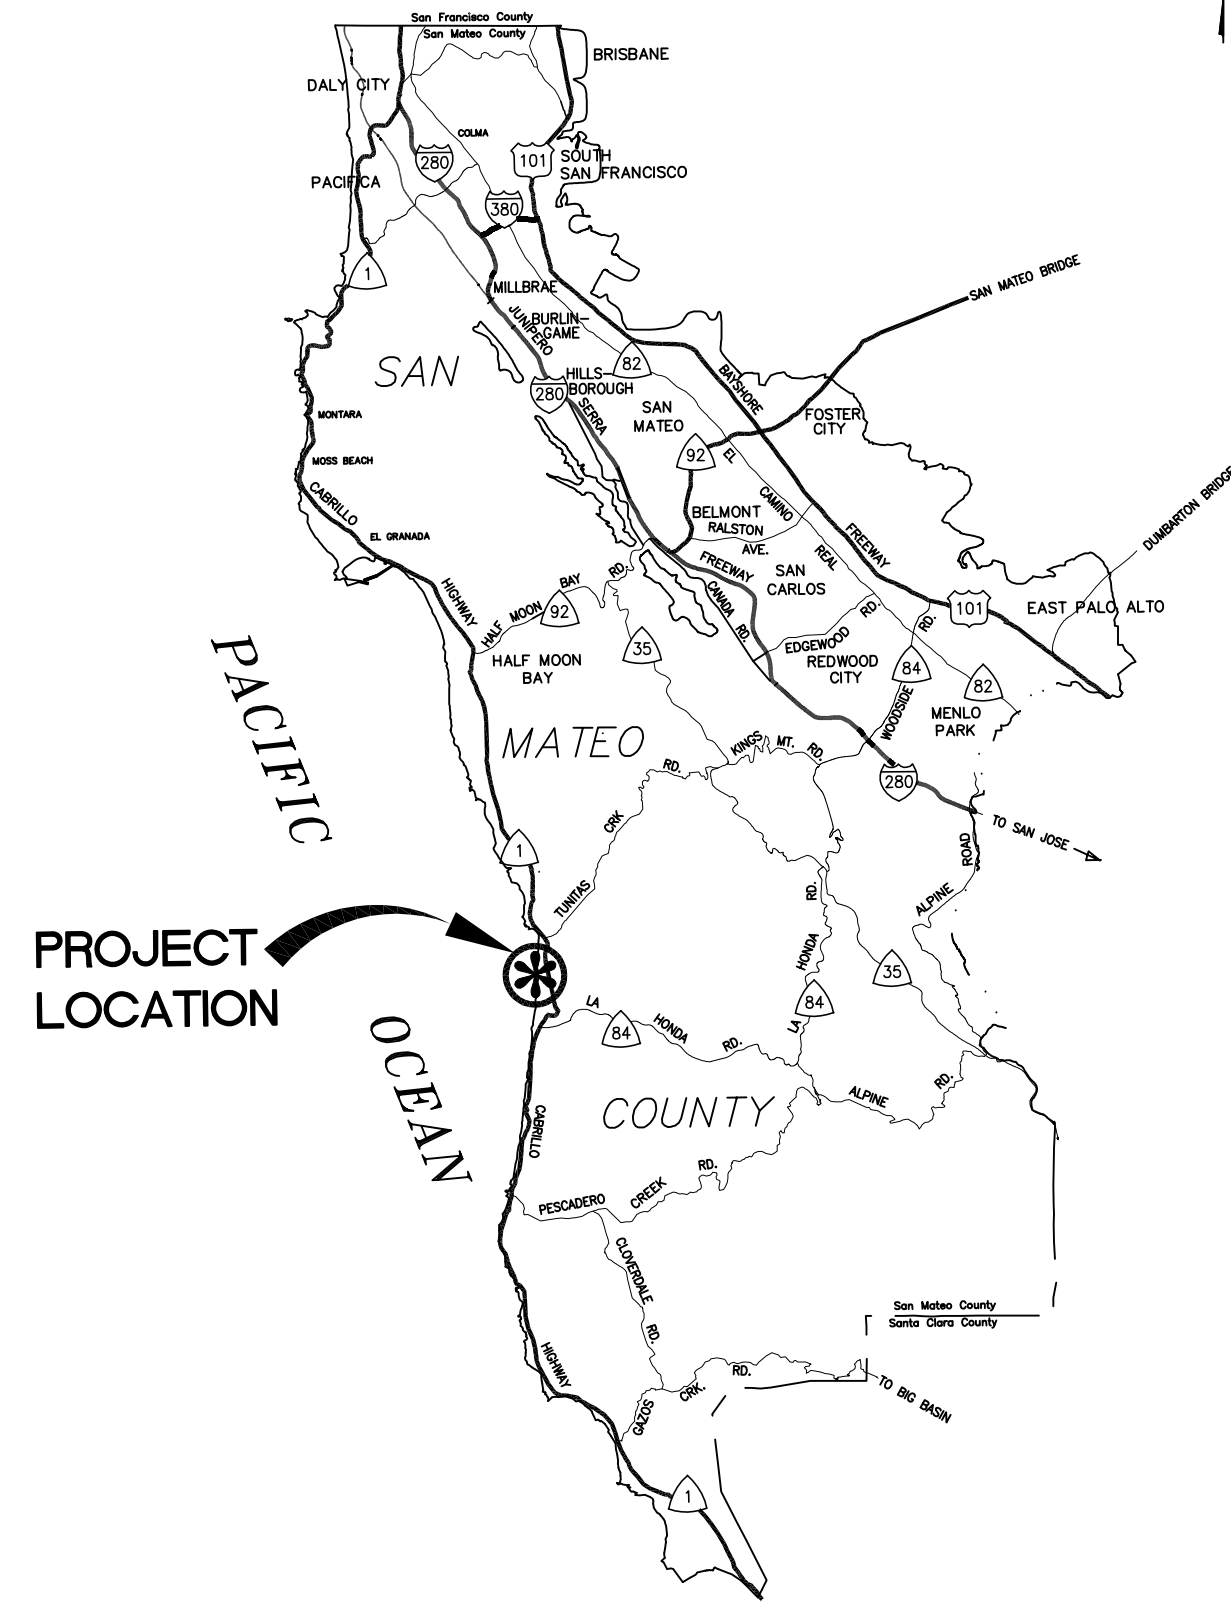 San Francisco County
San Mateo County
BRISBANE
DALY CITY
COLMA
280
101
SOUTH
SAN FRANCISCO
PACIFICA
380
1
MILLBRAE
SAN MATEO BRIDGE
JUNIPERO
BURLIN-
GAME
82
SAN
HILLS-
BOROUGH
280
SERRA
BAYSHORE
SAN
MATEO
FOSTER
CITY
MONTARA
92
EL
MOSS BEACH
CABRILLO
CAMINO
DUMBARTON BRIDGE
BELMONT
RALSTON
AVE.
REAL
FREEWAY
EL GRANADA
FREEWAY
SAN
CARLOS
HIGHWAY
HALF MOON BAY RD.
92
CANADA RD.
101
EAST PALO ALTO
EDGEWOOD RD.
RD.
35
HALF MOON
BAY
REDWOOD
CITY
84
82
WOODSIDE
MENLO
PARK
PACIFIC
MATEO
KINGS MT. RD.
280
TUNITAS CRK RD.
TO SAN JOSE
1
ROAD
ALPINE
PROJECT
LOCATION
LA HONDA RD.
84
35
LA HONDA RD.
84
OCEAN
ALPINE RD.
COUNTY
CABRILLO
PESCADERO CREEK RD.
CLOVERDALE RD.
San Mateo County
Santa Clara County
HIGHWAY
GAZOS CRK. RD.
TO BIG BASIN
1